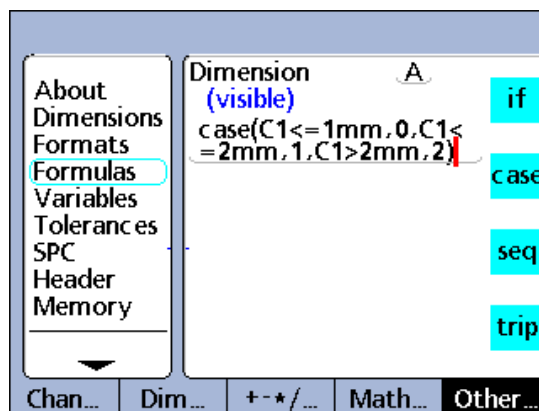 About
Dimensions
Formats
Formulas
Variables
Tolerances
SPC
Header
Memory
Dimension A
(visible)
case(C1<=1mm,0,C1<
=2mm,1,C1>2mm,2)
if
case
seq
trip
Chan... Dim... +-*/... Math... Other...